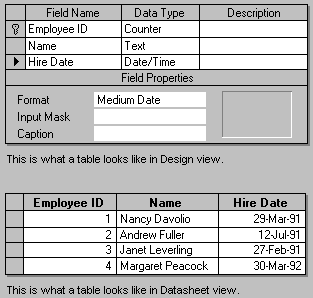 Field Name Data Type Description
Employee ID Counter
Name Text
Hire Date Date/Time
Field Properties
Format Medium Date
Input Mask
Caption
This is what a table looks like in Design view.
Employee ID Name Hire Date
1 Nancy Davolio 29-Mar-91
2 Andrew Fuller 12-Jul-91
3 Janet Leverling 27-Feb-91
4 Margaret Peacock 30-Mar-92
This is what a table looks like in Datasheet view.